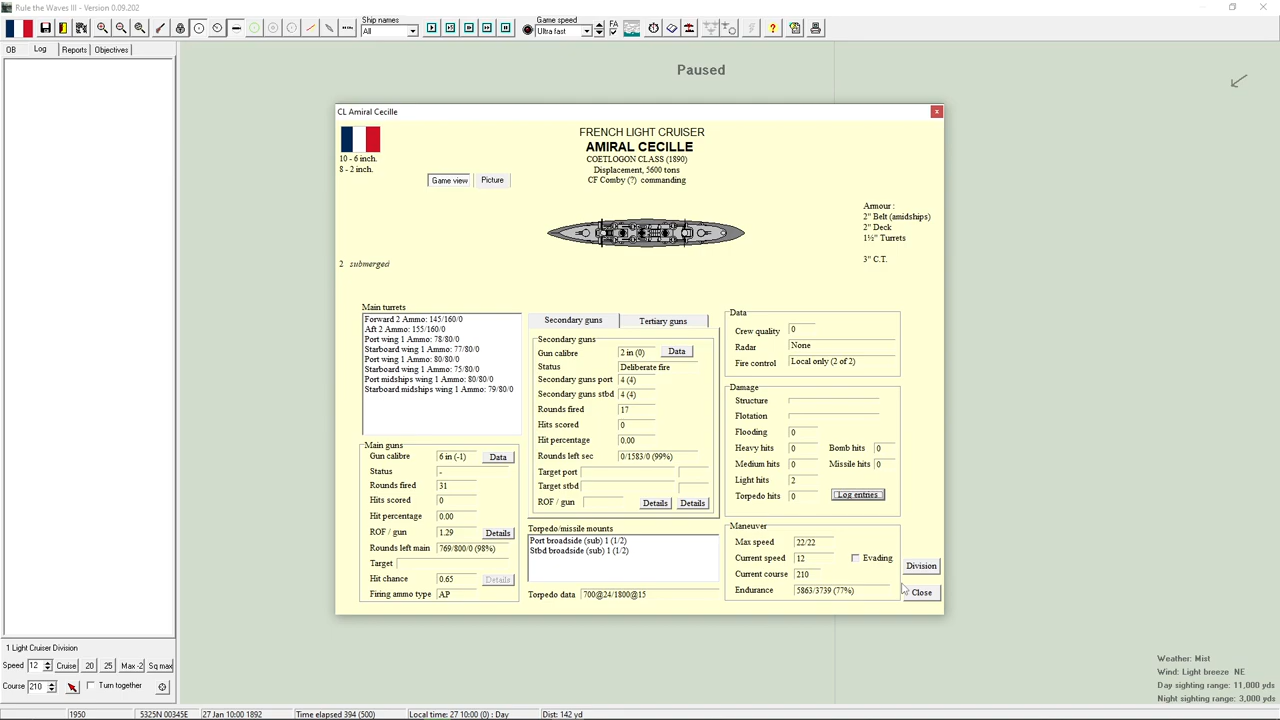 Rule the Waves III - Version 0.09.202
Ship names
All
Game speed
Ultra fast
FA
OB
Log
Reports
Objectives
Paused
CL Amiral Cecille
FRENCH LIGHT CRUISER
AMIRAL CECILLE
COETLOGON CLASS (1890)
Displacement, 5600 tons
CF Comby (?) commanding
10 - 6 inch.
8 - 2 inch.
Game view
Picture
Armour :
2" Belt (amidships)
2" Deck
1½" Turrets
3" C.T.
2 submerged
Main turrets
Forward 2 Ammo: 145/160/0
Aft 2 Ammo: 155/160/0
Port wing 1 Ammo: 78/80/0
Starboard wing 1 Ammo: 77/80/0
Port wing 1 Ammo: 80/80/0
Starboard wing 1 Ammo: 75/80/0
Port midships wing 1 Ammo: 80/80/0
Starboard midships wing 1 Ammo: 79/80/0
Main guns
Gun calibre 6 in (-1) Data
Status -
Rounds fired 31
Hits scored 0
Hit percentage 0.00
ROF / gun 1.29 Details
Rounds left main 769/800/0 (98%)
Target
Hit chance 0.65 Details
Firing ammo type AP
Secondary guns
Tertiary guns
Secondary guns
Gun calibre 2 in (0) Data
Status Deliberate fire
Secondary guns port 4 (4)
Secondary guns stbd 4 (4)
Rounds fired 17
Hits scored 0
Hit percentage 0.00
Rounds left sec 0/1583/0 (99%)
Target port
Target stbd
ROF / gun Details Details
Torpedo/missile mounts
Port broadside (sub) 1 (1/2)
Stbd broadside (sub) 1 (1/2)
Torpedo data 700@24/1800@15
Data
Crew quality 0
Radar None
Fire control Local only (2 of 2)
Damage
Structure
Flotation
Flooding 0
Heavy hits 0 Bomb hits 0
Medium hits 0 Missile hits 0
Light hits 2
Torpedo hits 0 Log entries
Maneuver
Max speed 22/22
Current speed 12 Evading
Current course 210
Endurance 5863/3739 (77%)
Division
Close
1 Light Cruiser Division
Speed 12 Cruise 20 25 Max -2 Sq max
Course 210 Turn together
Weather: Mist
Wind: Light breeze NE
Day sighting range: 11,000 yds
Night sighting range: 3,000 yds
1950 5325N 00345E 27 Jan 10:00 1892 Time elapsed 394 (500) Local time: 27 10:00 (0) : Day Dist: 142 yd